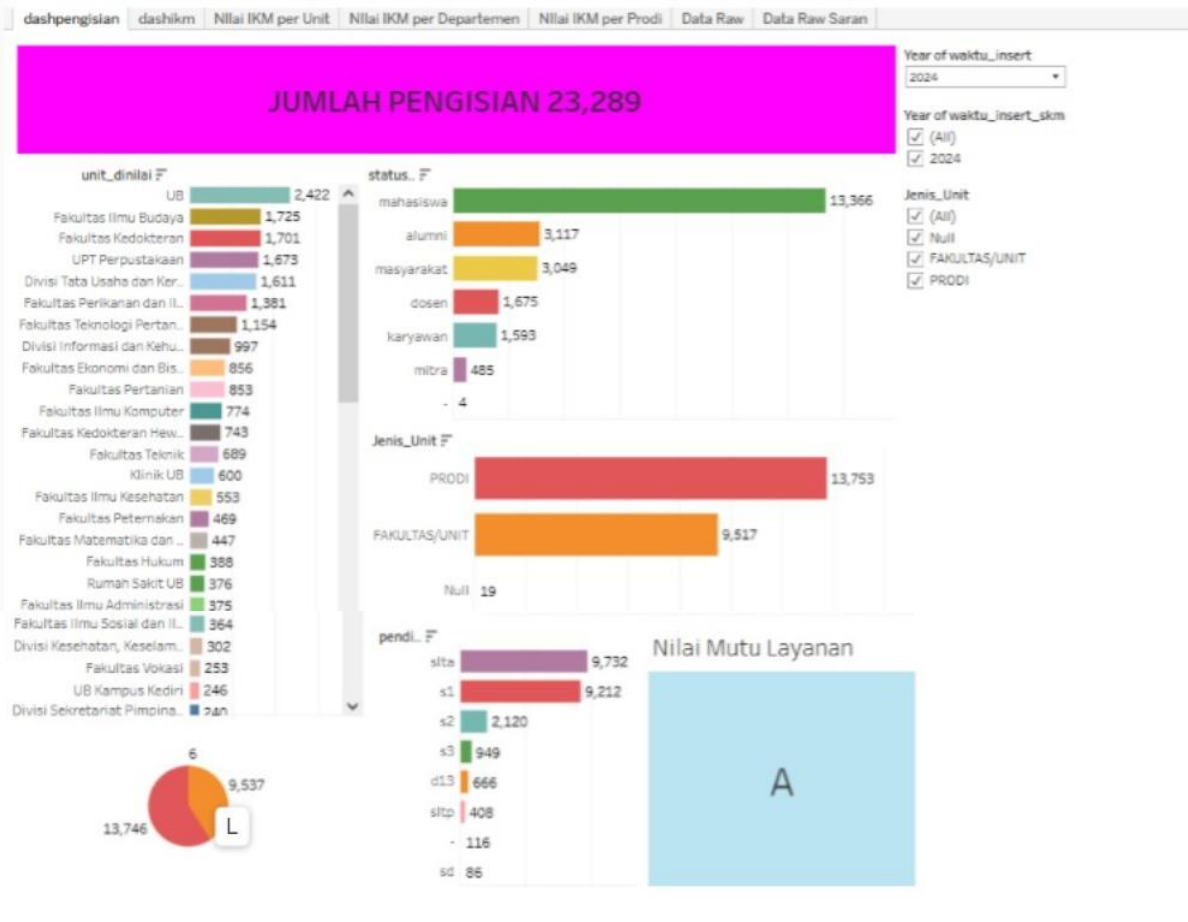 dashpengisian dashikm NIlai IKM per Unit NIlai IKM per Departemen NIlai IKM per Prodi Data Raw Data Raw Saran
JUMLAH PENGISIAN 23,289
Year of waktu_insert
2024
Year of waktu_insert_skm
(All)
2024
Jenis_Unit
(All)
Null
FAKULTAS/UNIT
PRODI
unit_dinilai
UB 2,422
Fakultas Ilmu Budaya 1,725
Fakultas Kedokteran 1,701
UPT Perpustakaan 1,673
Divisi Tata Usaha dan Ker.. 1,611
Fakultas Perikanan dan Il.. 1,381
Fakultas Teknologi Pertan.. 1,154
Divisi Informasi dan Kehu.. 997
Fakultas Ekonomi dan Bis.. 856
Fakultas Pertanian 853
Fakultas Ilmu Komputer 774
Fakultas Kedokteran Hew.. 743
Fakultas Teknik 689
Klinik UB 600
Fakultas Ilmu Kesehatan 553
Fakultas Peternakan 469
Fakultas Matematika dan .. 447
Fakultas Hukum 388
Rumah Sakit UB 376
Fakultas Ilmu Administrasi 375
Fakultas Ilmu Sosial dan Il.. 364
Divisi Kesehatan, Keselam.. 302
Fakultas Vokasi 253
UB Kampus Kediri 246
Divisi Sekretariat Pimpina.. 240
status..
mahasiswa 13,366
alumni 3,117
masyarakat 3,049
dosen 1,675
karyawan 1,593
mitra 485
- 4
Jenis_Unit
PRODI 13,753
FAKULTAS/UNIT 9,517
Null 19
pendi..
slta 9,732
s1 9,212
s2 2,120
s3 949
d13 666
sltp 408
- 116
sd 86
Nilai Mutu Layanan
A
6
9,537
13,746
L